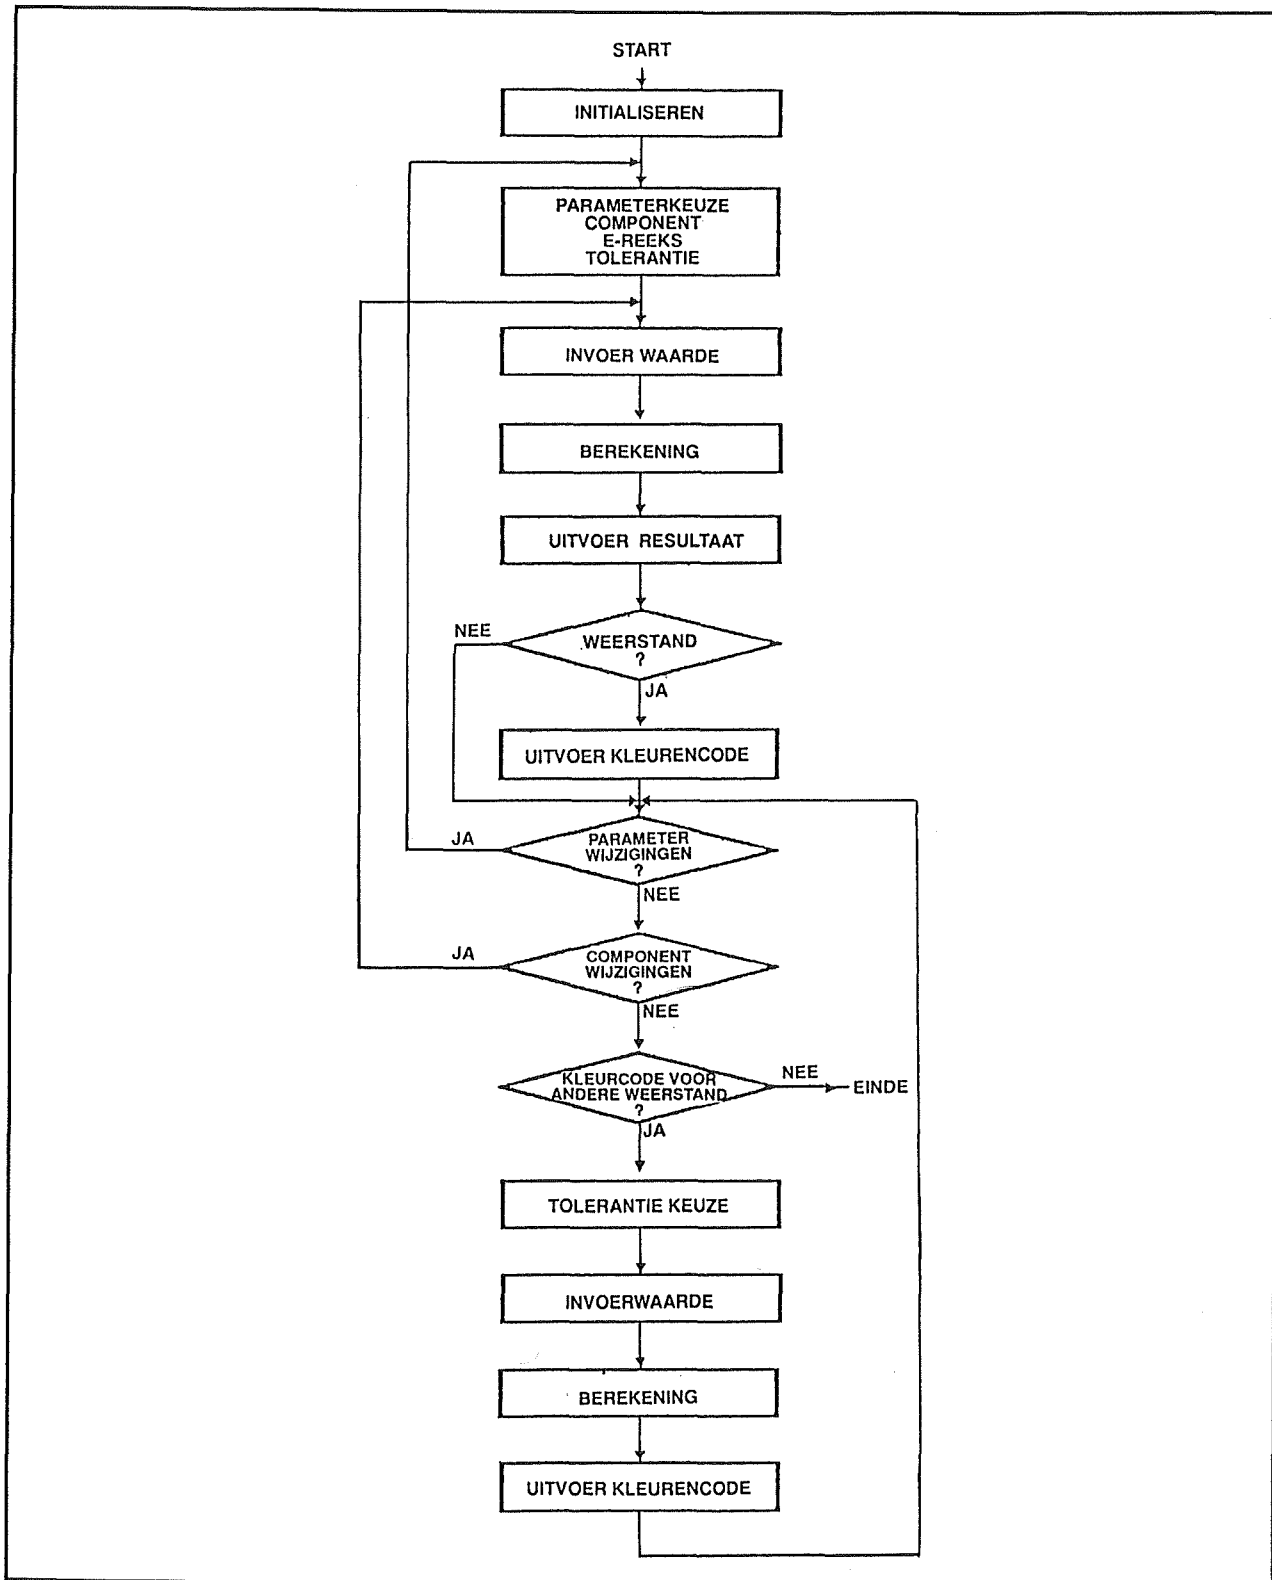 START
INITIALISEREN
PARAMETERKEUZE
COMPONENT
E-REEKS
TOLERANTIE
INVOER WAARDE
BEREKENING
UITVOER RESULTAAT
NEE
WEERSTAND
?
JA
UITVOER KLEURENCODE
JA
PARAMETER
WIJZIGINGEN
?
NEE
JA
COMPONENT
WIJZIGINGEN
?
NEE
KLEURCODE VOOR
ANDERE WEERSTAND
?
NEE
EINDE
JA
TOLERANTIE KEUZE
INVOERWAARDE
BEREKENING
UITVOER KLEURENCODE